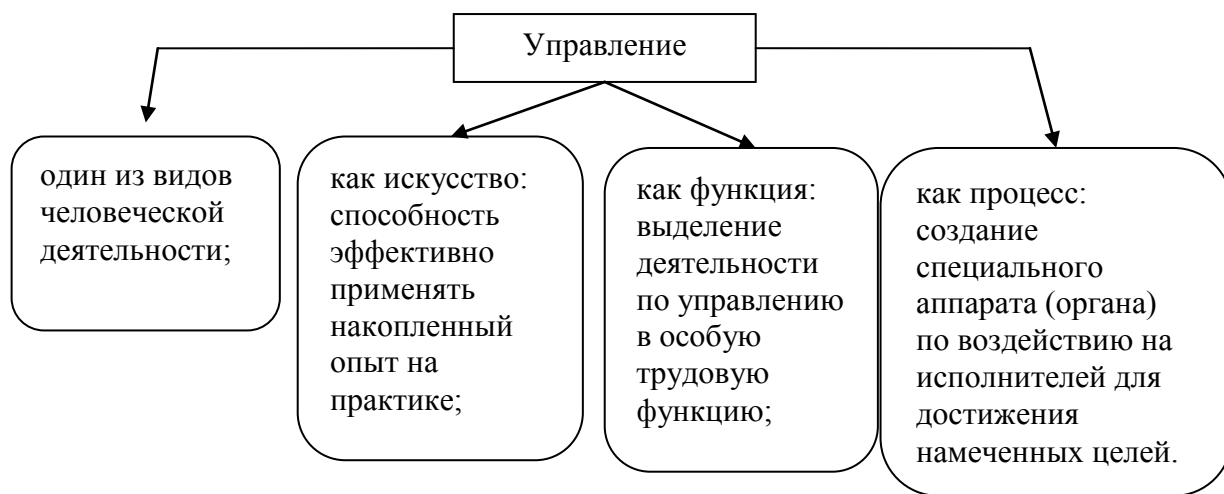 Управление
один из видов
человеческой
деятельности;
как искусство:
способность
эффективно
применять
накопленный
опыт на
практике;
как функция:
выделение
деятельности
по управлению
в особую
трудовую
функцию;
как процесс:
создание
специального
аппарата (органа)
по воздействию на
исполнителей для
достижения
намеченных целей.